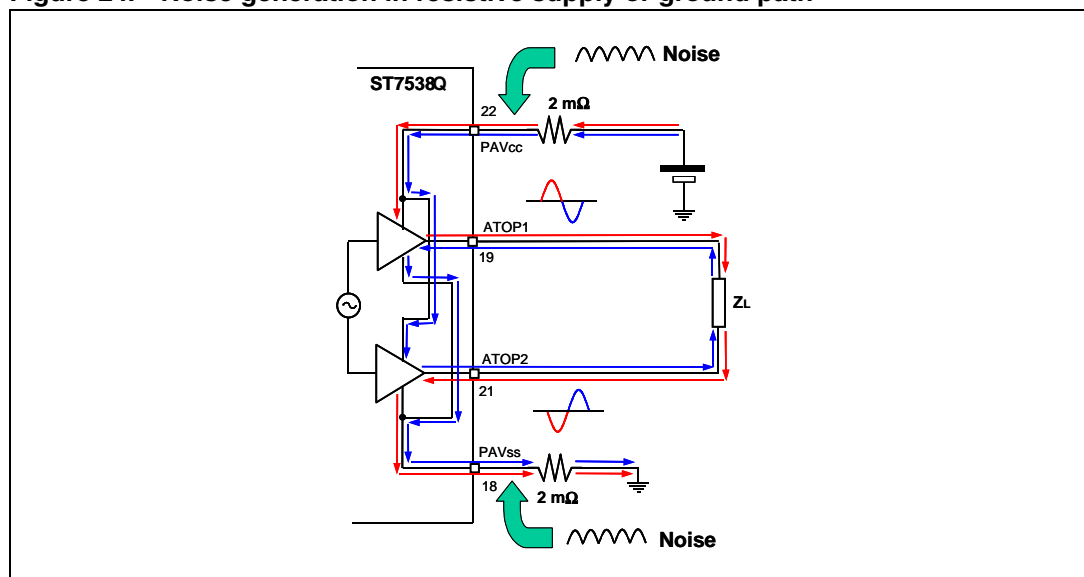 Noise
ST7538Q
22
2 mΩ
PAVcc
ATOP1
19
ZL
ATOP2
21
PAVss
18
2 mΩ
Noise